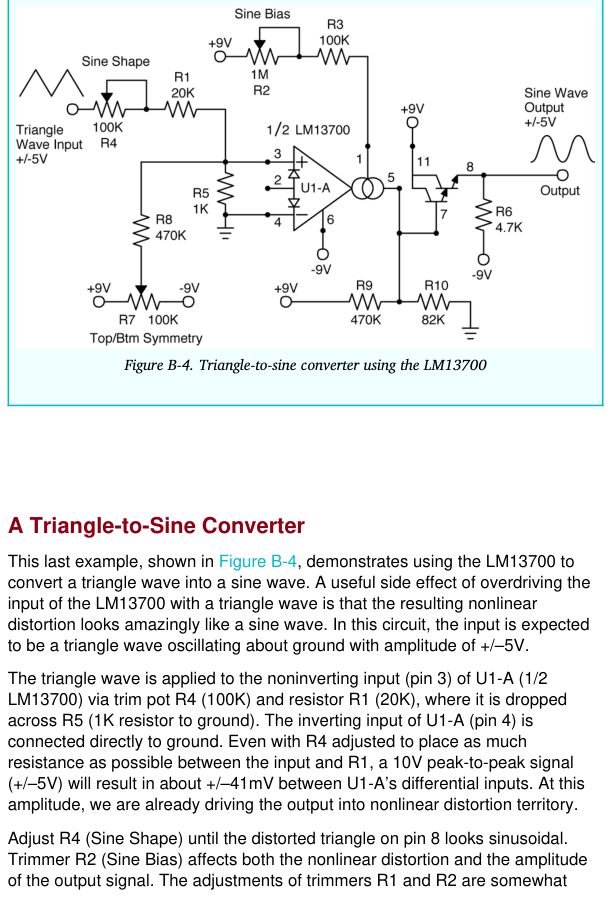 Sine Bias
+9V
R3
100K
1M
R2
Sine Shape
R1
20K
100K
R4
Triangle
Wave Input
+/-5V
1/2 LM13700
3
2
4
+
−
U1-A
1
5
6
-9V
R5
1K
+9V
11
8
7
Sine Wave
Output
+/-5V
Output
R6
4.7K
-9V
R8
470K
+9V
-9V
R7 100K
Top/Btm Symmetry
+9V
R9
470K
R10
82K
Figure B-4. Triangle-to-sine converter using the LM13700
A Triangle-to-Sine Converter
This last example, shown in Figure B-4, demonstrates using the LM13700 to
convert a triangle wave into a sine wave. A useful side effect of overdriving the
input of the LM13700 with a triangle wave is that the resulting nonlinear
distortion looks amazingly like a sine wave. In this circuit, the input is expected
to be a triangle wave oscillating about ground with amplitude of +/–5V.
The triangle wave is applied to the noninverting input (pin 3) of U1-A (1/2
LM13700) via trim pot R4 (100K) and resistor R1 (20K), where it is dropped
across R5 (1K resistor to ground). The inverting input of U1-A (pin 4) is
connected directly to ground. Even with R4 adjusted to place as much
resistance as possible between the input and R1, a 10V peak-to-peak signal
(+/–5V) will result in about +/–41mV between U1-A's differential inputs. At this
amplitude, we are already driving the output into nonlinear distortion territory.
Adjust R4 (Sine Shape) until the distorted triangle on pin 8 looks sinusoidal.
Trimmer R2 (Sine Bias) affects both the nonlinear distortion and the amplitude
of the output signal. The adjustments of trimmers R1 and R2 are somewhat